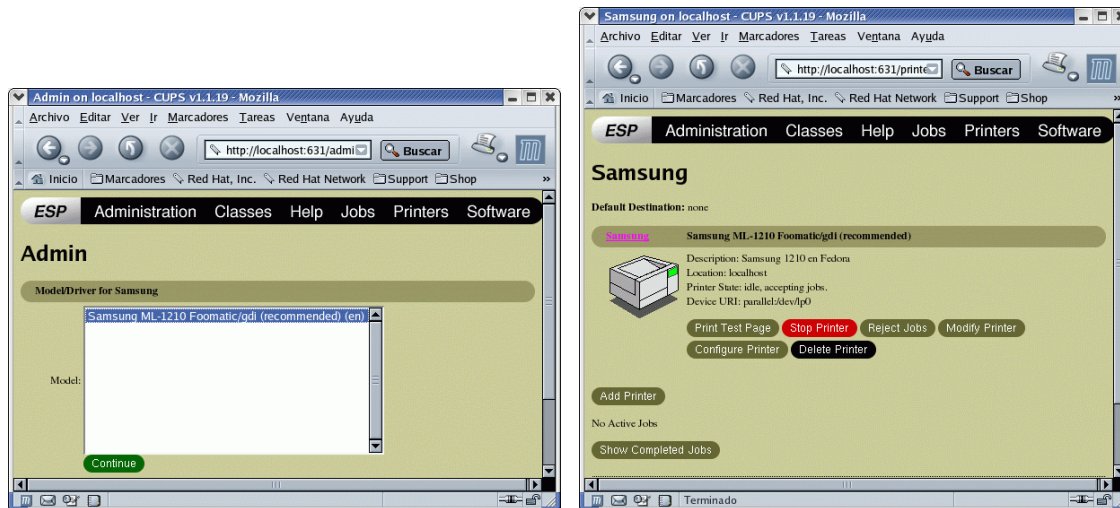 Admin on localhost - CUPS v1.1.19 - Mozilla
Archivo Editar Ver Ir Marcadores Tareas Ventana Ayuda
http://localhost:631/admi
Buscar
Inicio Marcadores Red Hat, Inc. Red Hat Network Support Shop »
ESP Administration Classes Help Jobs Printers Software
Admin
Model/Driver for Samsung
Samsung ML-1210 Foomatic/gdi (recommended) (en)
Model:
Continue
Samsung on localhost - CUPS v1.1.19 - Mozilla
Archivo Editar Ver Ir Marcadores Tareas Ventana Ayuda
http://localhost:631/printe
Buscar
Inicio Marcadores Red Hat, Inc. Red Hat Network Support Shop »
ESP Administration Classes Help Jobs Printers Software
Samsung
Default Destination: none
Samsung Samsung ML-1210 Foomatic/gdi (recommended)
Description: Samsung 1210 en Fedora
Location: localhost
Printer State: idle, accepting jobs.
Device URI: parallel:/dev/lp0
Print Test Page Stop Printer Reject Jobs Modify Printer
Configure Printer Delete Printer
Add Printer
No Active Jobs
Show Completed Jobs
Terminado